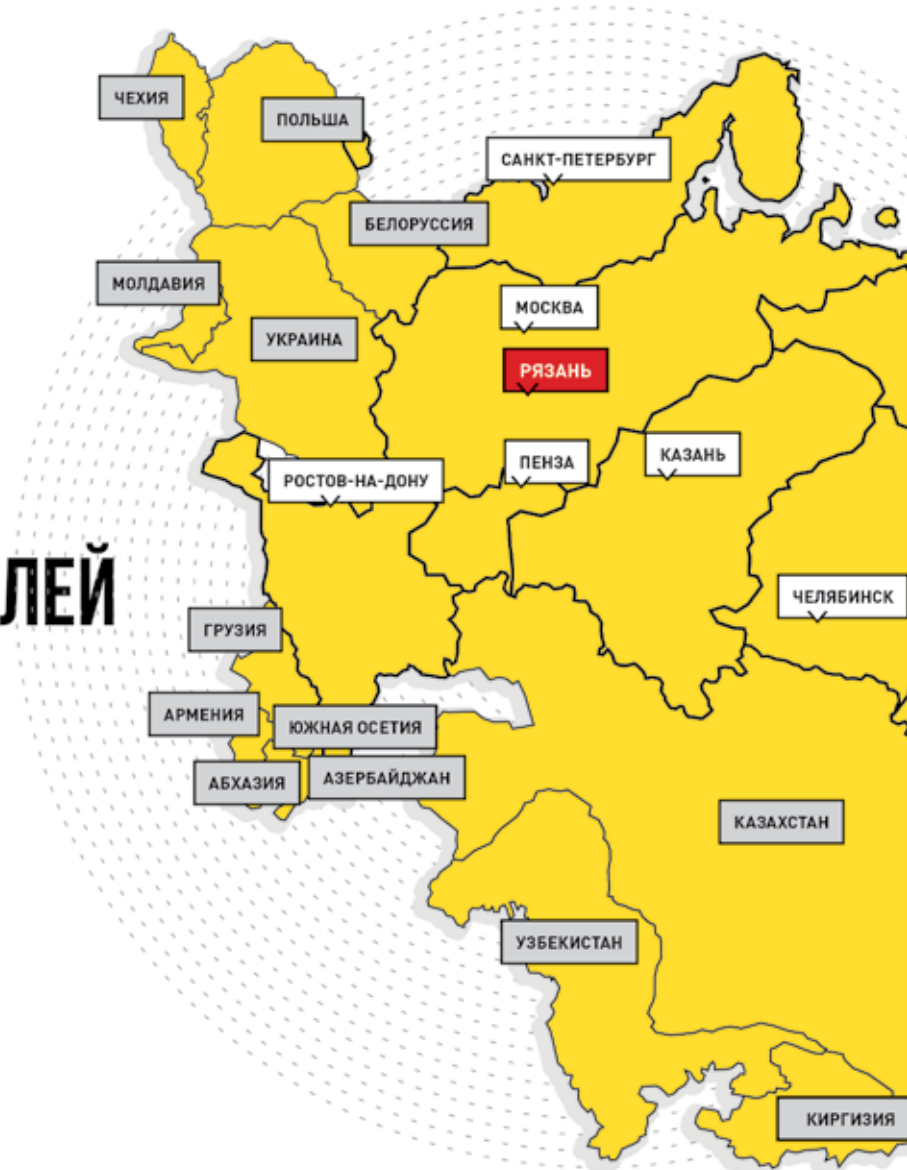 ЧЕХИЯ
ПОЛЬША
САНКТ-ПЕТЕРБУРГ
БЕЛОРУССИЯ
МОЛДАВИЯ
МОСКВА
УКРАИНА
РЯЗАНЬ
КАЗАНЬ
ПЕНЗА
РОСТОВ-НА-ДОНУ
ЛЕЙ
ЧЕЛЯБИНСК
ГРУЗИЯ
АРМЕНИЯ
ЮЖНАЯ ОСЕТИЯ
АБХАЗИЯ
АЗЕРБАЙДЖАН
КАЗАХСТАН
УЗБЕКИСТАН
КИРГИЗИЯ